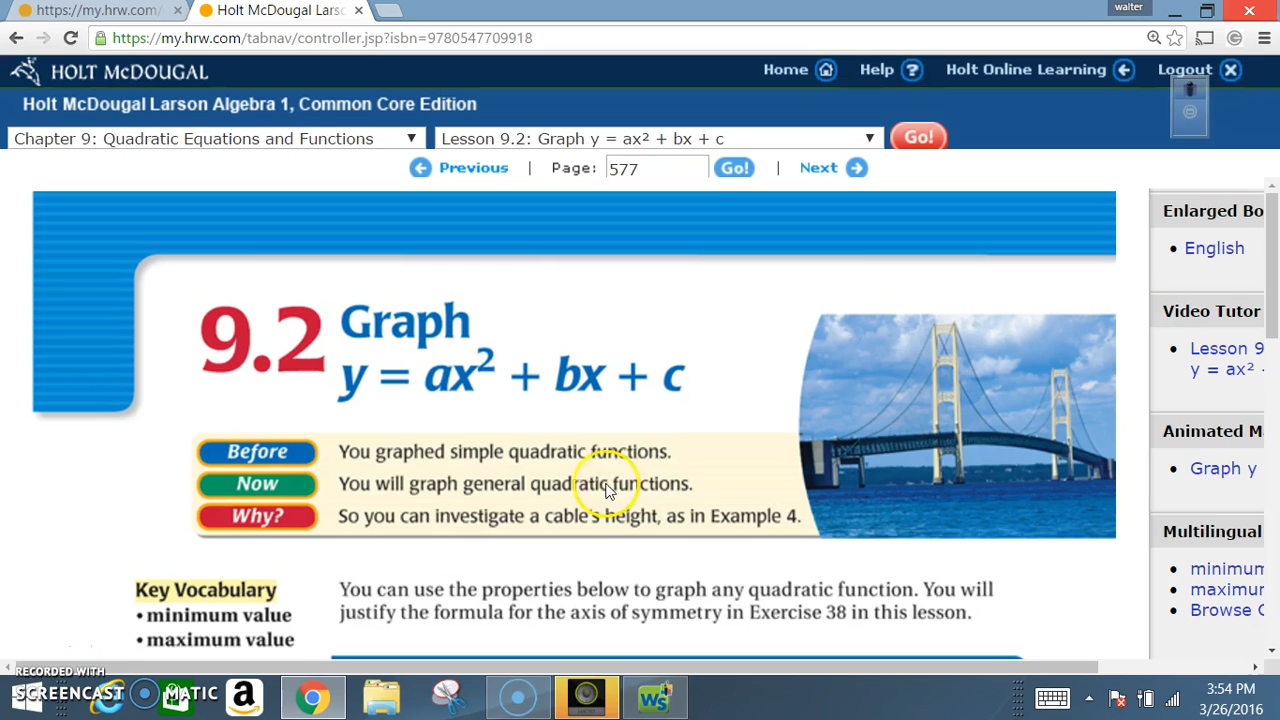 https://my.hrw.com/tabnav/ ×
Holt McDougal Larson ×
walter
https://my.hrw.com/tabnav/controller.jsp?isbn=9780547709918
HOLT MCDOUGAL
Home
Help ?
Holt Online Learning
Logout X
Holt McDougal Larson Algebra 1, Common Core Edition
Chapter 9: Quadratic Equations and Functions
Lesson 9.2: Graph y = ax² + bx + c
Go!
Previous | Page: 577 Go! | Next
9.2 Graph
y = ax² + bx + c
Before You graphed simple quadratic functions.
Now You will graph general quadratic functions.
Why? So you can investigate a cable's height, as in Example 4.
Key Vocabulary
• minimum value
• maximum value
You can use the properties below to graph any quadratic function. You will
justify the formula for the axis of symmetry in Exercise 38 in this lesson.
Enlarged Bo
• English
Video Tutor
• Lesson 9
y = ax²
Animated M
• Graph y
Multilingual
• minimum
• maximur
• Browse
RECORDED WITH
SCREENCAST MATIC
3:54 PM
3/26/2016